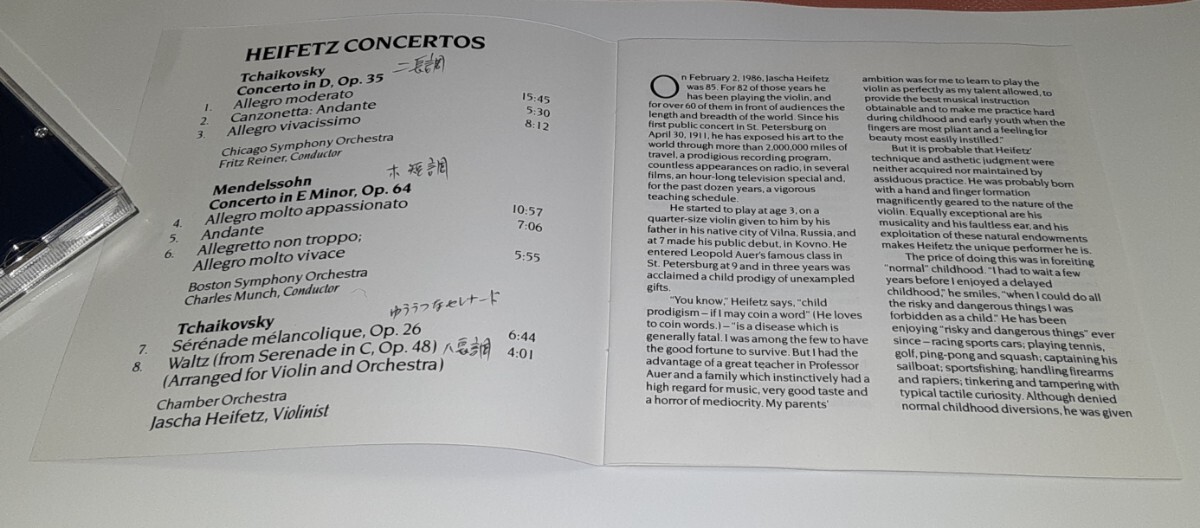 HEIFETZ CONCERTOS
Tchaikovsky
Concerto in D, Op. 35 ニ長調
1. Allegro moderato 15:45
2. Canzonetta: Andante 5:30
3. Allegro vivacissimo 8:12
Chicago Symphony Orchestra
Fritz Reiner, Conductor
ホ短調
Mendelssohn
Concerto in E Minor, Op. 64
4. Allegro molto appassionato 10:57
5. Andante 7:06
6. Allegretto non troppo;
Allegro molto vivace 5:55
Boston Symphony Orchestra
Charles Munch, Conductor
ゆううつなセレナード
Tchaikovsky
7. Sérénade mélancolique, Op. 26 6:44
8. Waltz (from Serenade in C, Op. 48) ハ長調 4:01
(Arranged for Violin and Orchestra)
Chamber Orchestra
Jascha Heifetz, Violinist
On February 2, 1986, Jascha Heifetz
was 85. For 82 of those years he
has been playing the violin, and
for over 60 of them in front of audiences the
length and breadth of the world. Since his
first public concert in St. Petersburg on
April 30, 1911, he has exposed his art to the
world through more than 2,000,000 miles of
travel, a prodigious recording program,
countless appearances on radio, in several
films, an hour-long television special and,
for the past dozen years, a vigorous
teaching schedule.
He started to play at age 3, on a
quarter-size violin given to him by his
father in his native city of Vilna, Russia, and
at 7 made his public debut, in Kovno. He
entered Leopold Auer's famous class in
St. Petersburg at 9 and in three years was
acclaimed a child prodigy of unexampled
gifts.
"You know," Heifetz says, "child
prodigism – if I may coin a word" (He loves
to coin words.) – "is a disease which is
generally fatal. I was among the few to have
the good fortune to survive. But I had the
advantage of a great teacher in Professor
Auer and a family which instinctively had a
high regard for music, very good taste and
a horror of mediocrity. My parents'
ambition was for me to learn to play the
violin as perfectly as my talent allowed, to
provide the best musical instruction
obtainable and to make me practice hard
during childhood and early youth when the
fingers are most pliant and a feeling for
beauty most easily instilled."
But it is probable that Heifetz'
technique and asthetic judgment were
neither acquired nor maintained by
assiduous practice. He was probably born
with a hand and finger formation
magnificently geared to the nature of the
violin. Equally exceptional are his
musicality and his faultless ear, and his
exploitation of these natural endowments
makes Heifetz the unique performer he is.
The price of doing this was in foreiting
"normal" childhood. "I had to wait a few
years before I enjoyed a delayed
childhood," he smiles, "when I could do all
the risky and dangerous things I was
forbidden as a child." He has been
enjoying "risky and dangerous things" ever
since – racing sports cars; playing tennis,
golf, ping-pong and squash; captaining his
sailboat; sportsfishing; handling firearms
and rapiers; tinkering and tampering with
typical tactile curiosity. Although denied
normal childhood diversions, he was given